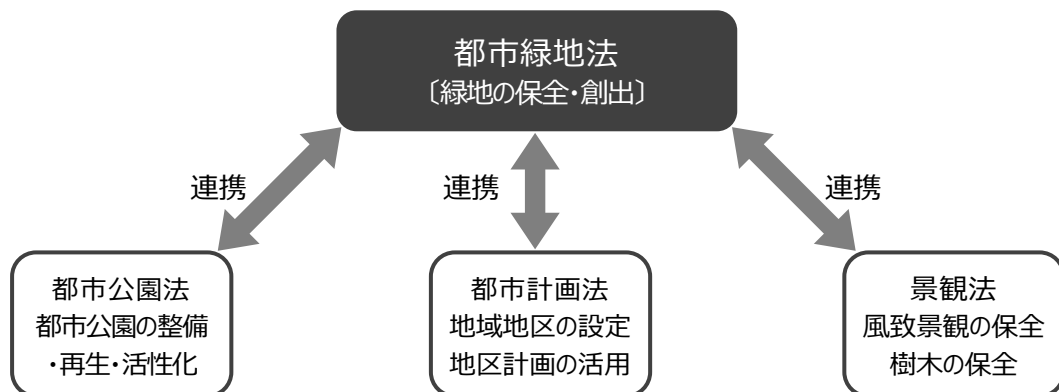 都市緑地法
〔緑地の保全・創出〕
連携
連携
連携
都市公園法
都市公園の整備
・再生・活性化
都市計画法
地域地区の設定
地区計画の活用
景観法
風致景観の保全
樹木の保全